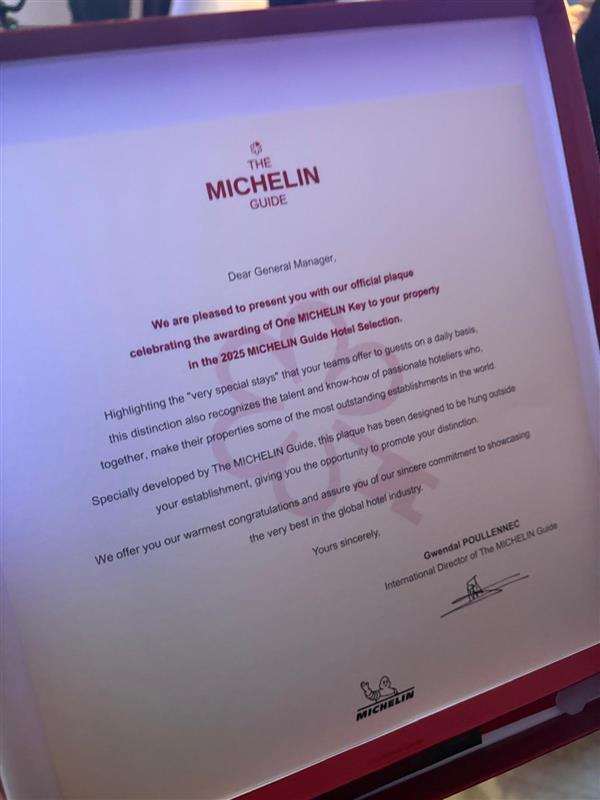 THE
MICHELIN
GUIDE
Dear General Manager,
We are pleased to present you with our official plaque
celebrating the awarding of One MICHELIN Key to your property
in the 2025 MICHELIN Guide Hotel Selection.
Highlighting the "very special stays" that your teams offer to guests on a daily basis,
this distinction also recognizes the talent and know-how of passionate hoteliers who,
together, make their properties some of the most outstanding establishments in the world.
Specially developed by The MICHELIN Guide, this plaque has been designed to be hung outside
your establishment, giving you the opportunity to promote your distinction.
We offer you our warmest congratulations and assure you of our sincere commitment to showcasing
the very best in the global hotel industry.
Yours sincerely,
Gwendal POULLENNEC
International Director of The MICHELIN Guide
MICHELIN